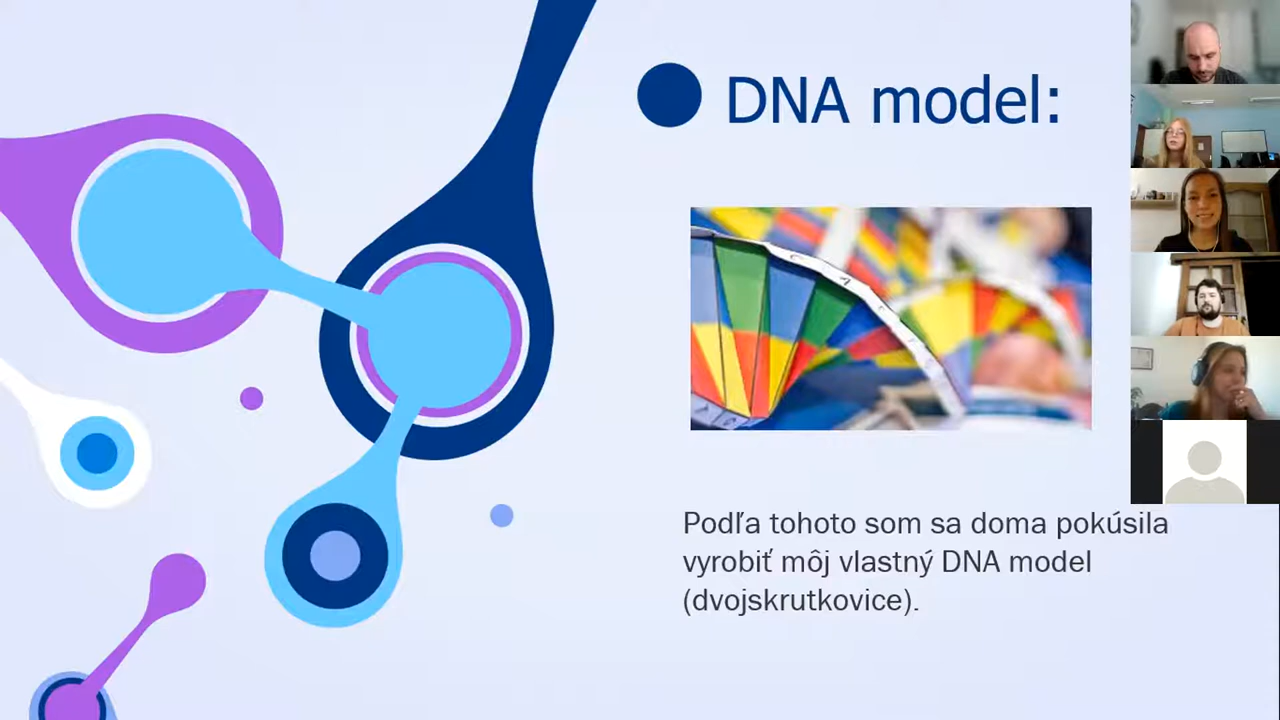 DNA model:
Podľa tohoto som sa doma pokúsila
vyrobiť môj vlastný DNA model
(dvojskrutkovice).